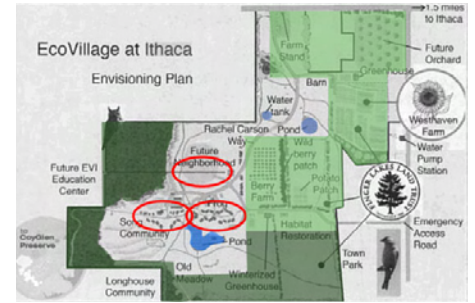 1.5 miles
to Ithaca
EcoVillage at Ithaca
Envisioning Plan
Farm
Stand
Future
Orchard
Barn
Greenhouse
Water
tank
Pond
Westhaven
Farm
Rachel Carson
Way
Water
Pump
Station
Future
Neighborhood
Wild
berry
patch
Future EVI
Education
Center
Potato
Patch
Berry
Farm
FINGER LAKES LAND TRUST
Song
Community
Frog
Habitat
Restoration
Emergency
Access
Road
CoyGlen
Preserve
Pond
Town
Park
Old
Meadow
Winterized
Greenhouse
Longhouse
Community